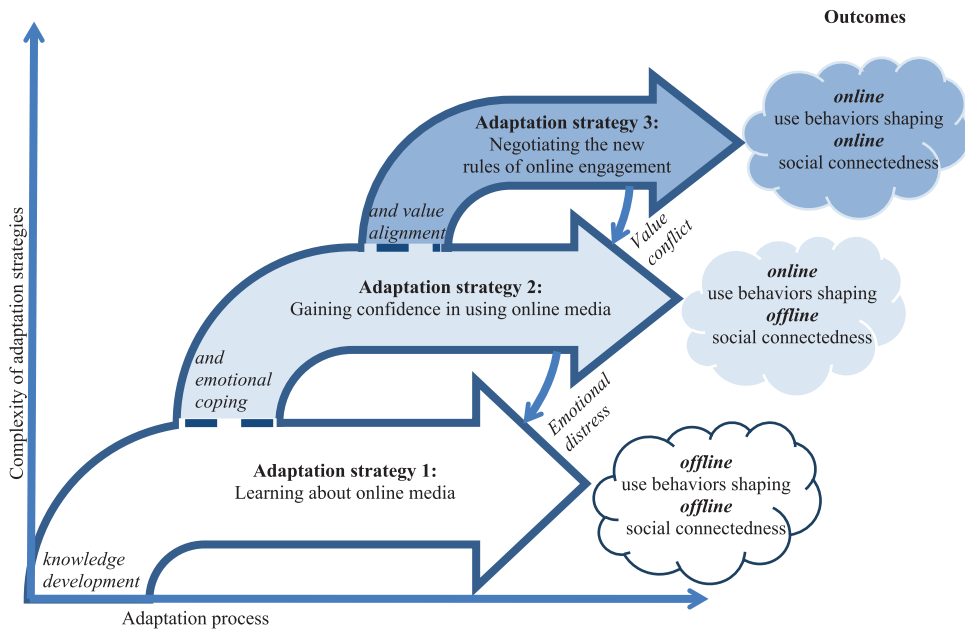 Outcomes
Complexity of adaptation strategies
Adaptation strategy 3:
Negotiating the new
rules of online engagement
and value
alignment
Value
conflict
online
use behaviors shaping
online
social connectedness
Adaptation strategy 2:
Gaining confidence in using online media
and
emotional
coping
Emotional
distress
online
use behaviors shaping
offline
social connectedness
Adaptation strategy 1:
Learning about online media
knowledge
development
offline
use behaviors shaping
offline
social connectedness
Adaptation process